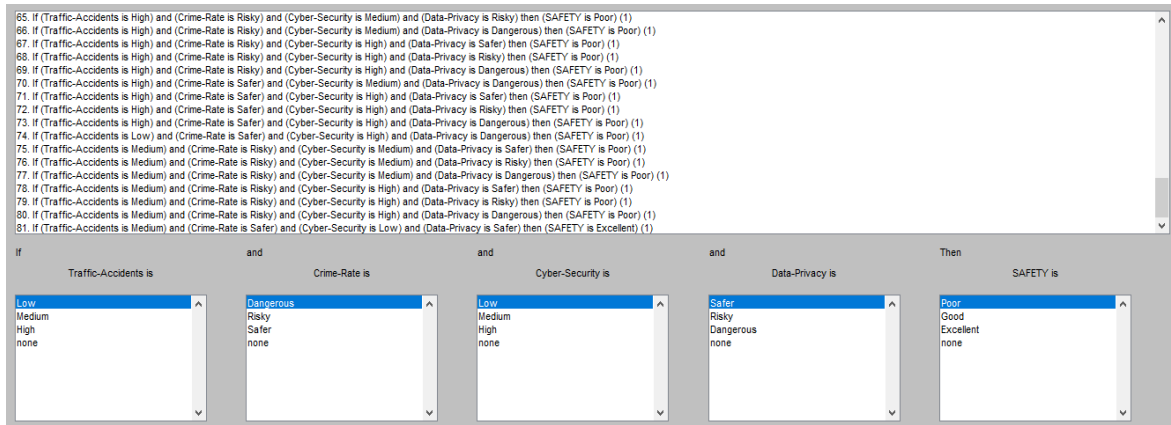 65. If (Traffic-Accidents is High) and (Crime-Rate is Risky) and (Cyber-Security is Medium) and (Data-Privacy is Risky) then (SAFETY is Poor) (1)
66. If (Traffic-Accidents is High) and (Crime-Rate is Risky) and (Cyber-Security is Medium) and (Data-Privacy is Dangerous) then (SAFETY is Poor) (1)
67. If (Traffic-Accidents is High) and (Crime-Rate is Risky) and (Cyber-Security is High) and (Data-Privacy is Safer) then (SAFETY is Poor) (1)
68. If (Traffic-Accidents is High) and (Crime-Rate is Risky) and (Cyber-Security is High) and (Data-Privacy is Risky) then (SAFETY is Poor) (1)
69. If (Traffic-Accidents is High) and (Crime-Rate is Risky) and (Cyber-Security is High) and (Data-Privacy is Dangerous) then (SAFETY is Poor) (1)
70. If (Traffic-Accidents is High) and (Crime-Rate is Safer) and (Cyber-Security is Medium) and (Data-Privacy is Dangerous) then (SAFETY is Poor) (1)
71. If (Traffic-Accidents is High) and (Crime-Rate is Safer) and (Cyber-Security is High) and (Data-Privacy is Safer) then (SAFETY is Poor) (1)
72. If (Traffic-Accidents is High) and (Crime-Rate is Safer) and (Cyber-Security is High) and (Data-Privacy is Risky) then (SAFETY is Poor) (1)
73. If (Traffic-Accidents is High) and (Crime-Rate is Safer) and (Cyber-Security is High) and (Data-Privacy is Dangerous) then (SAFETY is Poor) (1)
74. If (Traffic-Accidents is Low) and (Crime-Rate is Safer) and (Cyber-Security is High) and (Data-Privacy is Dangerous) then (SAFETY is Poor) (1)
75. If (Traffic-Accidents is Medium) and (Crime-Rate is Risky) and (Cyber-Security is Medium) and (Data-Privacy is Safer) then (SAFETY is Poor) (1)
76. If (Traffic-Accidents is Medium) and (Crime-Rate is Risky) and (Cyber-Security is Medium) and (Data-Privacy is Risky) then (SAFETY is Poor) (1)
77. If (Traffic-Accidents is Medium) and (Crime-Rate is Risky) and (Cyber-Security is Medium) and (Data-Privacy is Dangerous) then (SAFETY is Poor) (1)
78. If (Traffic-Accidents is Medium) and (Crime-Rate is Risky) and (Cyber-Security is High) and (Data-Privacy is Safer) then (SAFETY is Poor) (1)
79. If (Traffic-Accidents is Medium) and (Crime-Rate is Risky) and (Cyber-Security is High) and (Data-Privacy is Risky) then (SAFETY is Poor) (1)
80. If (Traffic-Accidents is Medium) and (Crime-Rate is Risky) and (Cyber-Security is High) and (Data-Privacy is Dangerous) then (SAFETY is Poor) (1)
81. If (Traffic-Accidents is Medium) and (Crime-Rate is Safer) and (Cyber-Security is Low) and (Data-Privacy is Safer) then (SAFETY is Excellent) (1)
If and and and Then
Traffic-Accidents is Crime-Rate is Cyber-Security is Data-Privacy is SAFETY is
Low Dangerous Low Safer Poor
Medium Risky Medium Risky Good
High Safer High Dangerous Excellent
none none none none none